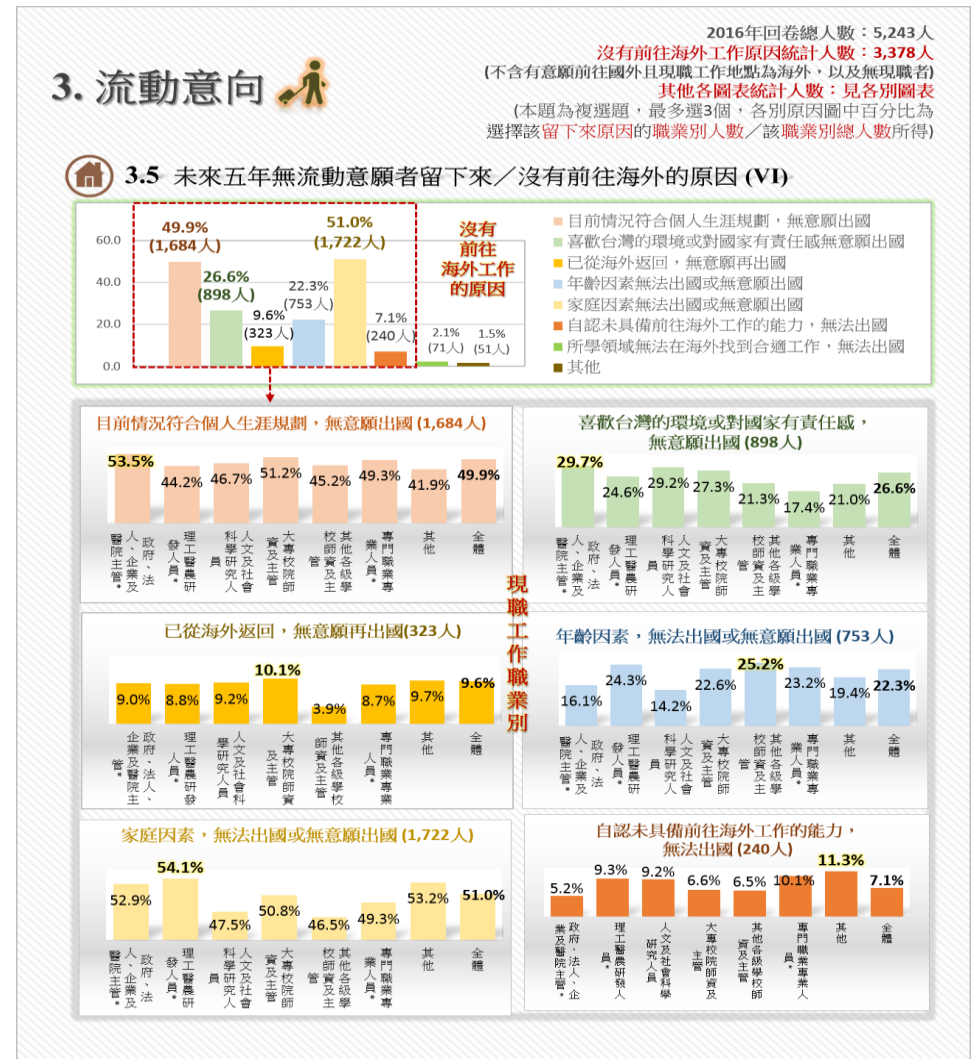 2016年回卷總人數：5,243人
沒有前往海外工作原因統計人數：3,378人
(不含有意願前往國外且現職工作地點為海外，以及無現職者)
其他各圖表統計人數：見各別圖表
(本題為複選題，最多選3個，各別原因圖中百分比為
選擇該留下來原因的職業別人數／該職業別總人數所得)
3. 流動意向
3.5 未來五年無流動意願者留下來／沒有前往海外的原因 (VI)
60.0
40.0
20.0
0.0
49.9%
(1,684人)
26.6%
(898人)
9.6%
(323人)
22.3%
(753人)
51.0%
(1,722人)
7.1%
(240人)
2.1%
(71人)
1.5%
(51人)
沒有
前往
海外工作
的原因
目前情況符合個人生涯規劃，無意願出國
喜歡台灣的環境或對國家有責任感無意願出國
已從海外返回，無意願再出國
年齡因素無法出國或無意願出國
家庭因素無法出國或無意願出國
自認未具備前往海外工作的能力，無法出國
所學領域無法在海外找到合適工作，無法出國
其他
目前情況符合個人生涯規劃，無意願出國 (1,684人)
53.5%
44.2%
46.7%
51.2%
45.2%
49.3%
41.9%
49.9%
政府、法
人、企業及
醫院主管*
理工醫農研
發人員*
人文及社會
科學研究人
員
大專校院師
資及主管
其他各級學
校師資及主
管
專門職業專
業人員*
其他
全體
喜歡台灣的環境或對國家有責任感，
無意願出國 (898人)
29.7%
24.6%
29.2%
27.3%
21.3%
17.4%
21.0%
26.6%
政府、法
人、企業及
醫院主管*
理工醫農研
發人員*
人文及社會
科學研究人
員
大專校院師
資及主管
其他各級學
校師資及主
管
專門職業專
業人員*
其他
全體
現職工作職業別
已從海外返回，無意願再出國(323人)
9.0%
8.8%
9.2%
10.1%
3.9%
8.7%
9.7%
9.6%
政府、法人、
企業及醫院主
管*
理工醫農研發
人員*
人文及社會科
學研究人員
大專校院師資
及主管
其他各級學校
師資及主管
專門職業專業
人員*
其他
全體
年齡因素，無法出國或無意願出國 (753人)
16.1%
24.3%
14.2%
22.6%
25.2%
23.2%
19.4%
22.3%
政府、法
人、企業及
醫院主管*
理工醫農研
發人員*
人文及社會
科學研究人
員
大專校院師
資及主管
其他各級學
校師資及主
管
專門職業專
業人員*
其他
全體
家庭因素，無法出國或無意願出國 (1,722人)
52.9%
54.1%
47.5%
50.8%
46.5%
49.3%
53.2%
51.0%
政府、法
人、企業及
醫院主管*
理工醫農研
發人員*
人文及社會
科學研究人
員
大專校院師
資及主管
其他各級學
校師資及主
管
專門職業專
業人員*
其他
全體
自認未具備前往海外工作的能力，
無法出國 (240人)
5.2%
9.3%
9.2%
6.6%
6.5%
10.1%
11.3%
7.1%
政府、法人、企
業及醫院主管*
理工醫農研發人
員*
人文及社會科學
研究人員
大專校院師資及
主管
其他各級學校師
資及主管
專門職業專業人
員*
其他
全體